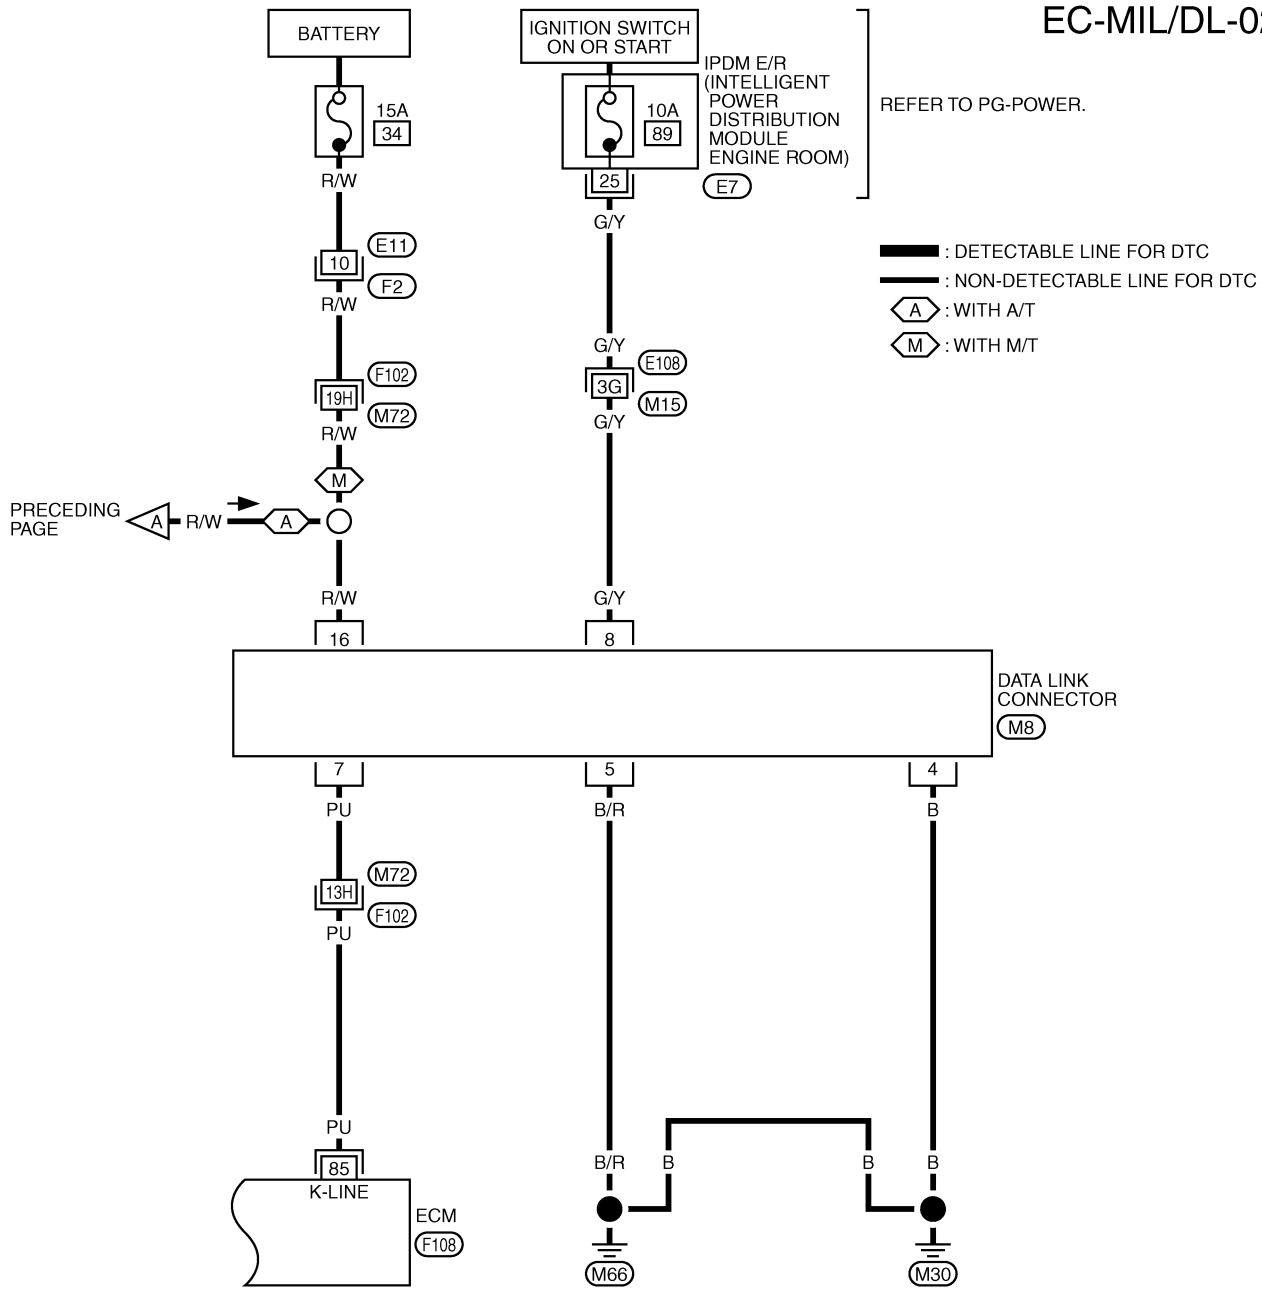 EC-MIL/DL-02
BATTERY
IGNITION SWITCH
ON OR START
IPDM E/R
(INTELLIGENT
POWER
DISTRIBUTION
MODULE
ENGINE ROOM)
REFER TO PG-POWER.
15A
34
10A
89
R/W
25
E7
G/Y
E11
10
F2
R/W
: DETECTABLE LINE FOR DTC
: NON-DETECTABLE LINE FOR DTC
A : WITH A/T
M : WITH M/T
G/Y
E108
3G
M15
G/Y
F102
19H
M72
R/W
M
PRECEDING
PAGE
A
R/W
A
R/W
G/Y
16
8
DATA LINK
CONNECTOR
M8
7
5
4
PU
B/R
B
M72
13H
F102
PU
PU
B/R
B
B
B
85
K-LINE
ECM
F108
M66
M30